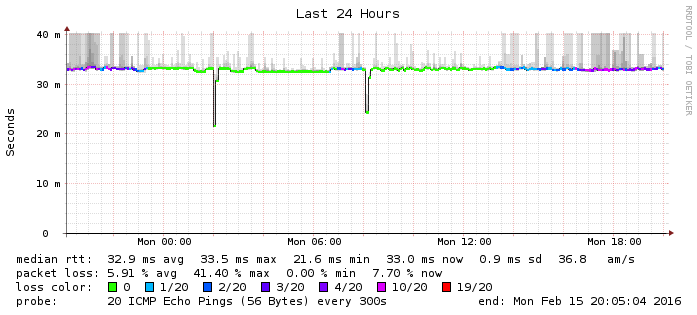 Last 24 Hours
RRDTOOL / TOBI OETIKER
Seconds
40 m
30 m
20 m
10 m
0
Mon 00:00 Mon 06:00 Mon 12:00 Mon 18:00
median rtt: 32.9 ms avg 33.5 ms max 21.6 ms min 33.0 ms now 0.9 ms sd 36.8 am/s
packet loss: 5.91 % avg 41.40 % max 0.00 % min 7.70 % now
loss color: 0 1/20 2/20 3/20 4/20 10/20 19/20
probe: 20 ICMP Echo Pings (56 Bytes) every 300s end: Mon Feb 15 20:05:04 2016